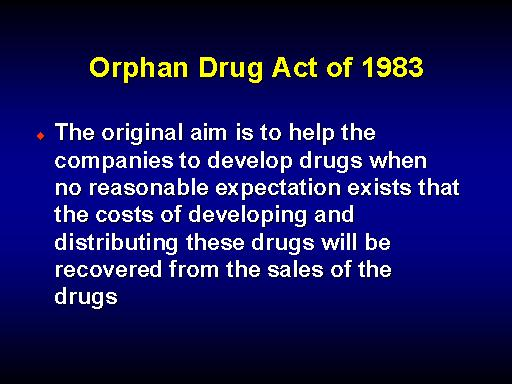 Orphan Drug Act of 1983
The original aim is to help the
companies to develop drugs when
no reasonable expectation exists that
the costs of developing and
distributing these drugs will be
recovered from the sales of the
drugs